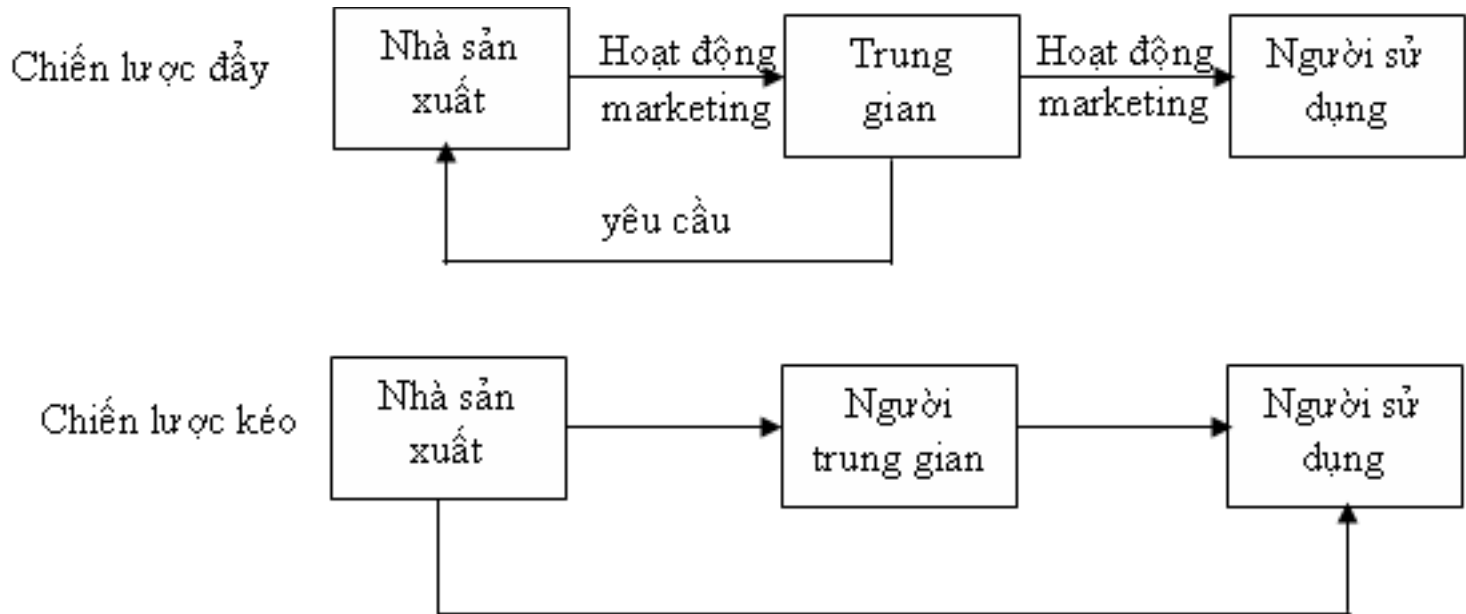 Chiến lược đẩy
Nhà sản
xuất
Hoạt động
marketing
Trung
gian
Hoạt động
marketing
Người sử
dụng
yêu cầu
Chiến lược kéo
Nhà sản
xuất
Người
trung gian
Người sử
dụng